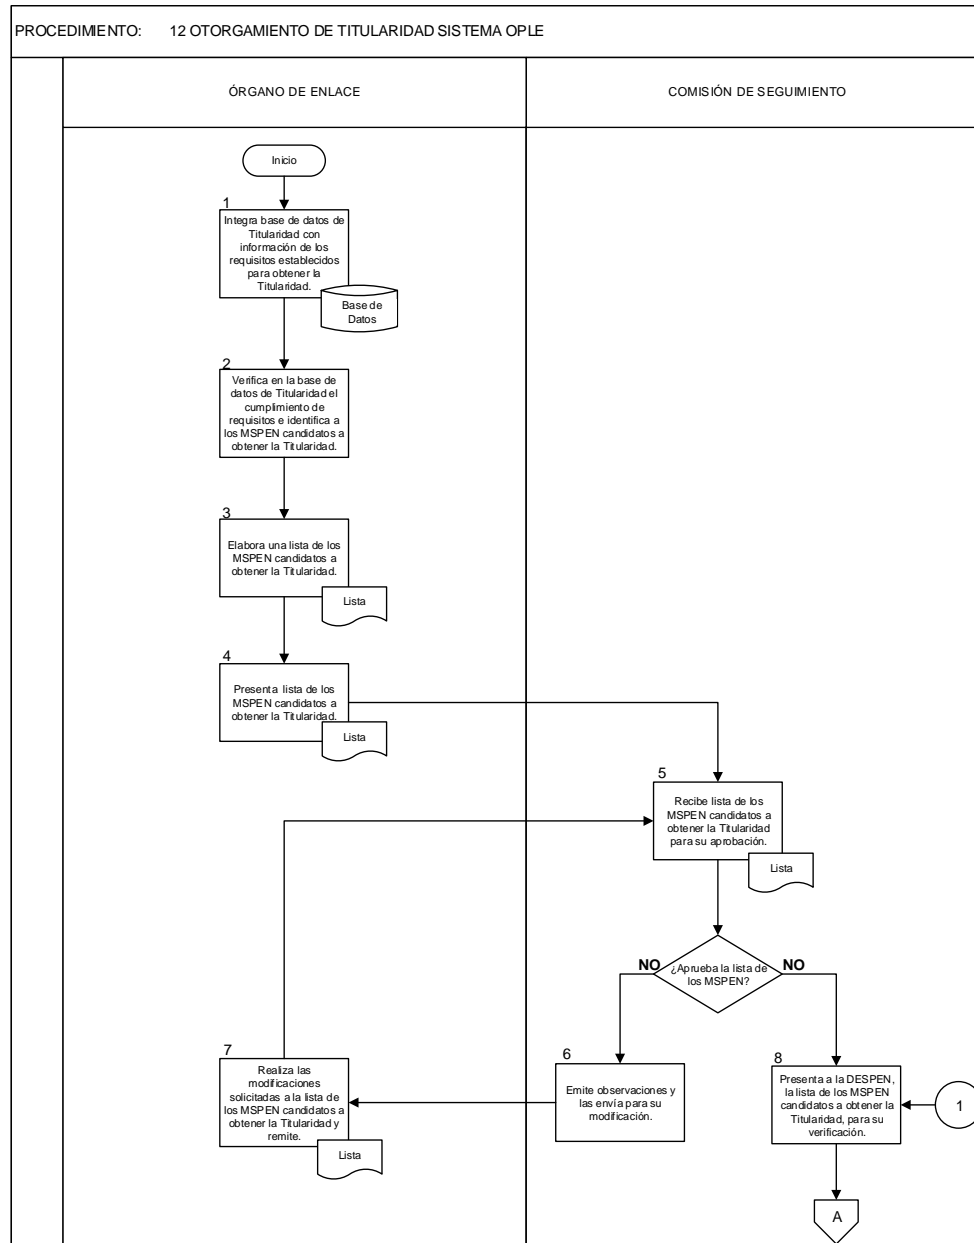 PROCEDIMIENTO: 12 OTORGAMIENTO DE TITULARIDAD SISTEMA OPLE
ÓRGANO DE ENLACE
COMISIÓN DE SEGUIMIENTO
Inicio
1
Integra base de datos de
Titularidad con
información de los
requisitos establecidos
para obtener la
Titularidad.
Base de
Datos
2
Verifica en la base de
datos de Titularidad el
cumplimiento de
requisitos e identifica a
los MSPEN candidatos a
obtener la Titularidad.
3
Elabora una lista de los
MSPEN candidatos a
obtener la Titularidad.
Lista
4
Presenta lista de los
MSPEN candidatos a
obtener la Titularidad.
Lista
5
Recibe lista de los
MSPEN candidatos a
obtener la Titularidad
para su aprobación.
Lista
¿Aprueba la lista de
los MSPEN?
NO
NO
6
Emite observaciones y
las envía para su
modificación.
7
Realiza las
modificaciones
solicitadas a la lista de
los MSPEN candidatos a
obtener la Titularidad y
remite.
Lista
8
Presenta a la DESPEN,
la lista de los MSPEN
candidatos a obtener la
Titularidad, para su
verificación.
1
A